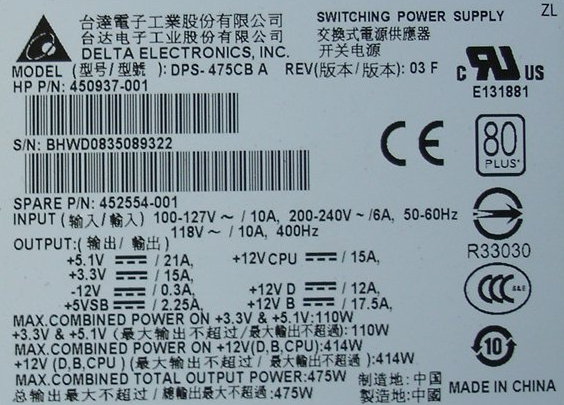 ZL
台達電子工業股份有限公司
台达电子工业股份有限公司
DELTA ELECTRONICS, INC.
SWITCHING POWER SUPPLY
交換式電源供應器
开关电源
MODEL (型号/型號): DPS-475CB A REV(版本/版本): 03 F
HP P/N: 450937-001
c RU US
E131881
S/N: BHWD0835089322
CE
80
PLUS
SPARE P/N: 452554-001
INPUT (输入/輸入) 100-127V ~ / 10A, 200-240V ~ /6A, 50-60Hz
118V ~ / 10A, 400Hz
R33030
OUTPUT:(输出/ 輸出)
+5.1V / 21A, +12V CPU / 15A,
+3.3V / 15A,
-12V / 0.3A, +12V D / 12A,
+5VSB / 2.25A, +12V B / 17.5A,
CCC S&E
MAX.COMBINED POWER ON +3.3V & +5.1V:110W
+3.3V & +5.1V (最大输出不超过/最大輸出不超過): 110W
MAX.COMBINED POWER ON +12V(D,B,CPU):414W
+12V (D,B,CPU) (最大输出不超过/最大輸出不超過):414W
10
MAX.COMBINED TOTAL OUTPUT POWER:475W 制造地: 中国
总输出最大不超过/總輸出最大不超過:475W 製造地: 中國
MADE IN CHINA